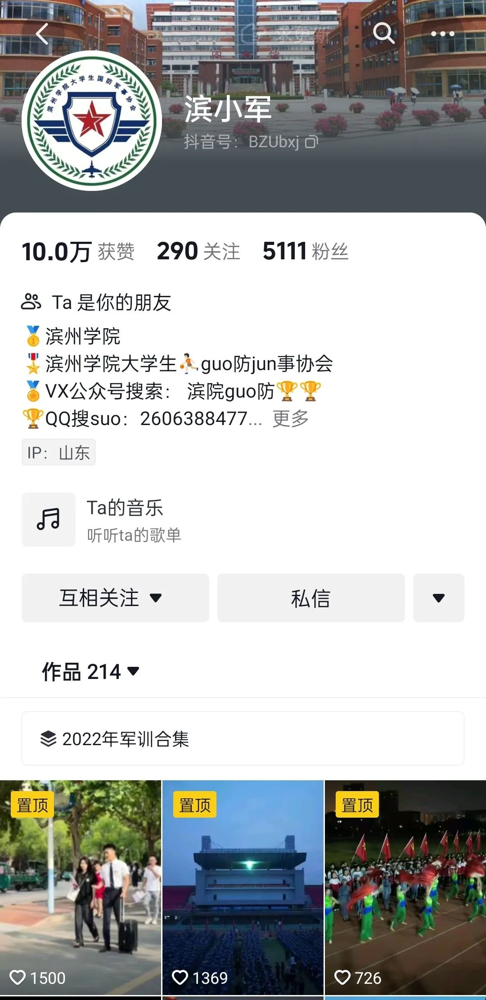 求更新
图书馆
滨州学院大学生国防军事协会
滨小军
抖音号：BZUbxj
10.0万 获赞 290 关注 5111 粉丝
Ta 是你的朋友
🥇滨州学院
🎖滨州学院大学生⛹guo防jun事协会
🏅VX公众号搜索： 滨院guo防🏆🏆
🏆QQ搜suo：2606388477... 更多
IP：山东
Ta的音乐
听听ta的歌单
互相关注 私信
作品 214
2022年军训合集
置顶 置顶 置顶
1500 1369 726